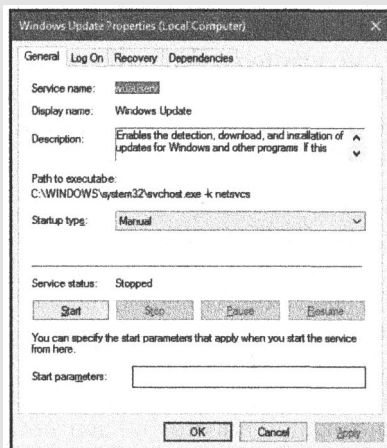 Windows Update Properties (Local Computer)
General Log On Recovery Dependencies
Service name: wuauserv
Display name: Windows Update
Description: Enables the detection, download, and installation of
updates for Windows and other programs. If this
Path to executable:
C:\WINDOWS\system32\svchost.exe -k netsvcs
Startup type: Manual
Service status: Stopped
Start Stop Pause Resume
You can specify the start parameters that apply when you start the service
from here.
Start parameters:
OK Cancel Apply